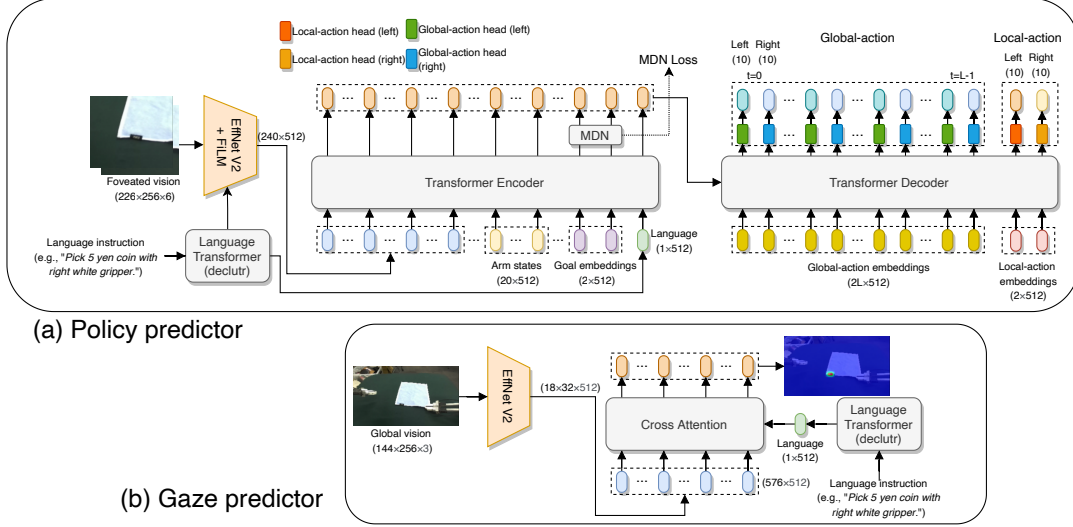 Local-action head (left)
Global-action head (left)
Local-action head (right)
Global-action head
(right)
MDN Loss
Left
(10)
Right
(10)
Global-action
Local-action
Left
(10)
Right
(10)
t=0
t=L-1
EffNet V2
+ FiLM
(240×512)
MDN
Foveated vision
(226×256×6)
Transformer Encoder
Transformer Decoder
Language instruction
(e.g., "Pick 5 yen coin with
right white gripper.")
Language
Transformer
(declutr)
Arm states
(20×512)
Goal embeddings
(2×512)
Language
(1×512)
Global-action embeddings
(2L×512)
Local-action
embeddings
(2×512)
(a) Policy predictor
EffNet V2
(18×32×512)
Global vision
(144×256×3)
Cross Attention
Language
(1×512)
Language
Transformer
(declutr)
(576×512)
Language instruction
(e.g., "Pick 5 yen coin with
right white gripper.")
(b) Gaze predictor